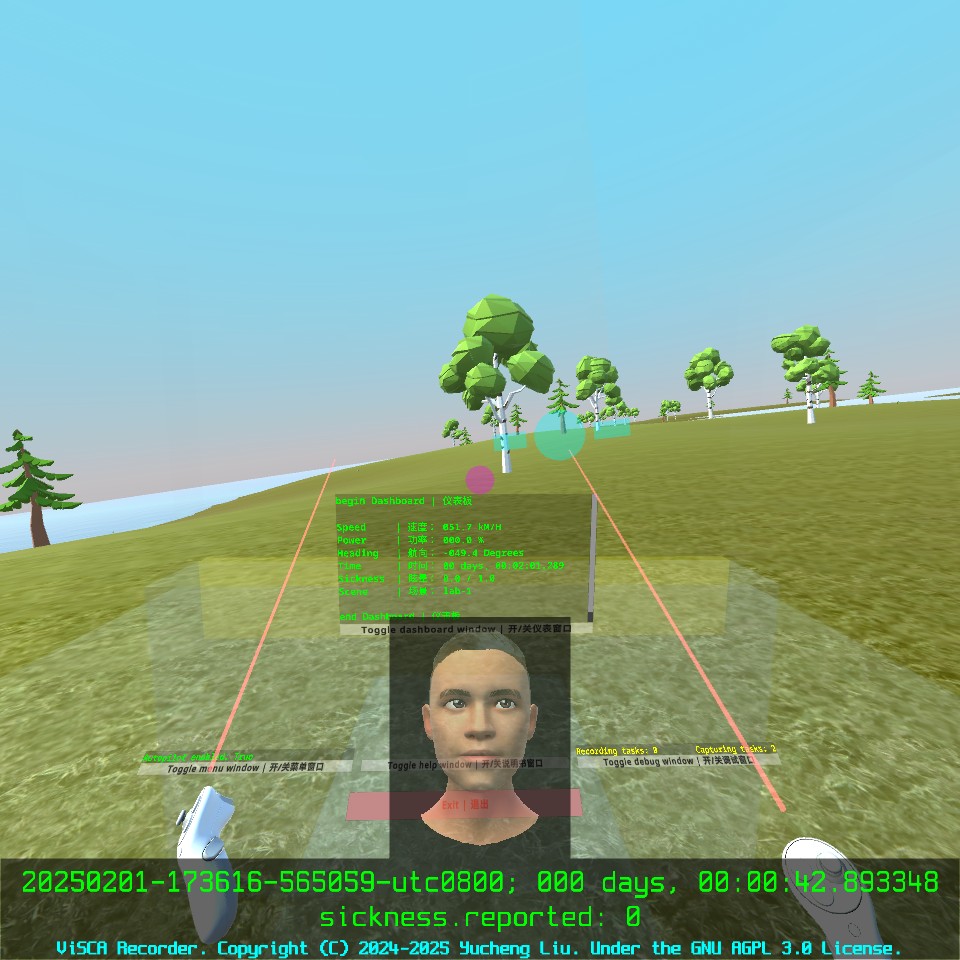 begin Dashboard | 仪表板
Speed | 速度： 051.7 kM/H
Power | 功率： 000.0 %
Heading | 航向： -049.4 Degrees
Time | 时间： 00 days, 00:02:01.289
Sickness | 0.0 / 1.0
Scene | 场景： lab-1
end Dashboard | 仪表板
Toggle dashboard window | 开/关仪表窗口
Autopilot enabled: True
Recording tasks: 0 Capturing tasks: 2
Toggle menu window | 开/关菜单窗口
Toggle help window | 开/关说明书窗口
Toggle debug window | 开/关调试窗口
Exit | 退出
20250201-173616-565059-utc0800; 000 days, 00:00:42.893348
sickness.reported: 0
ViSCA Recorder. Copyright (C) 2024-2025 Yucheng Liu. Under the GNU AGPL 3.0 License.